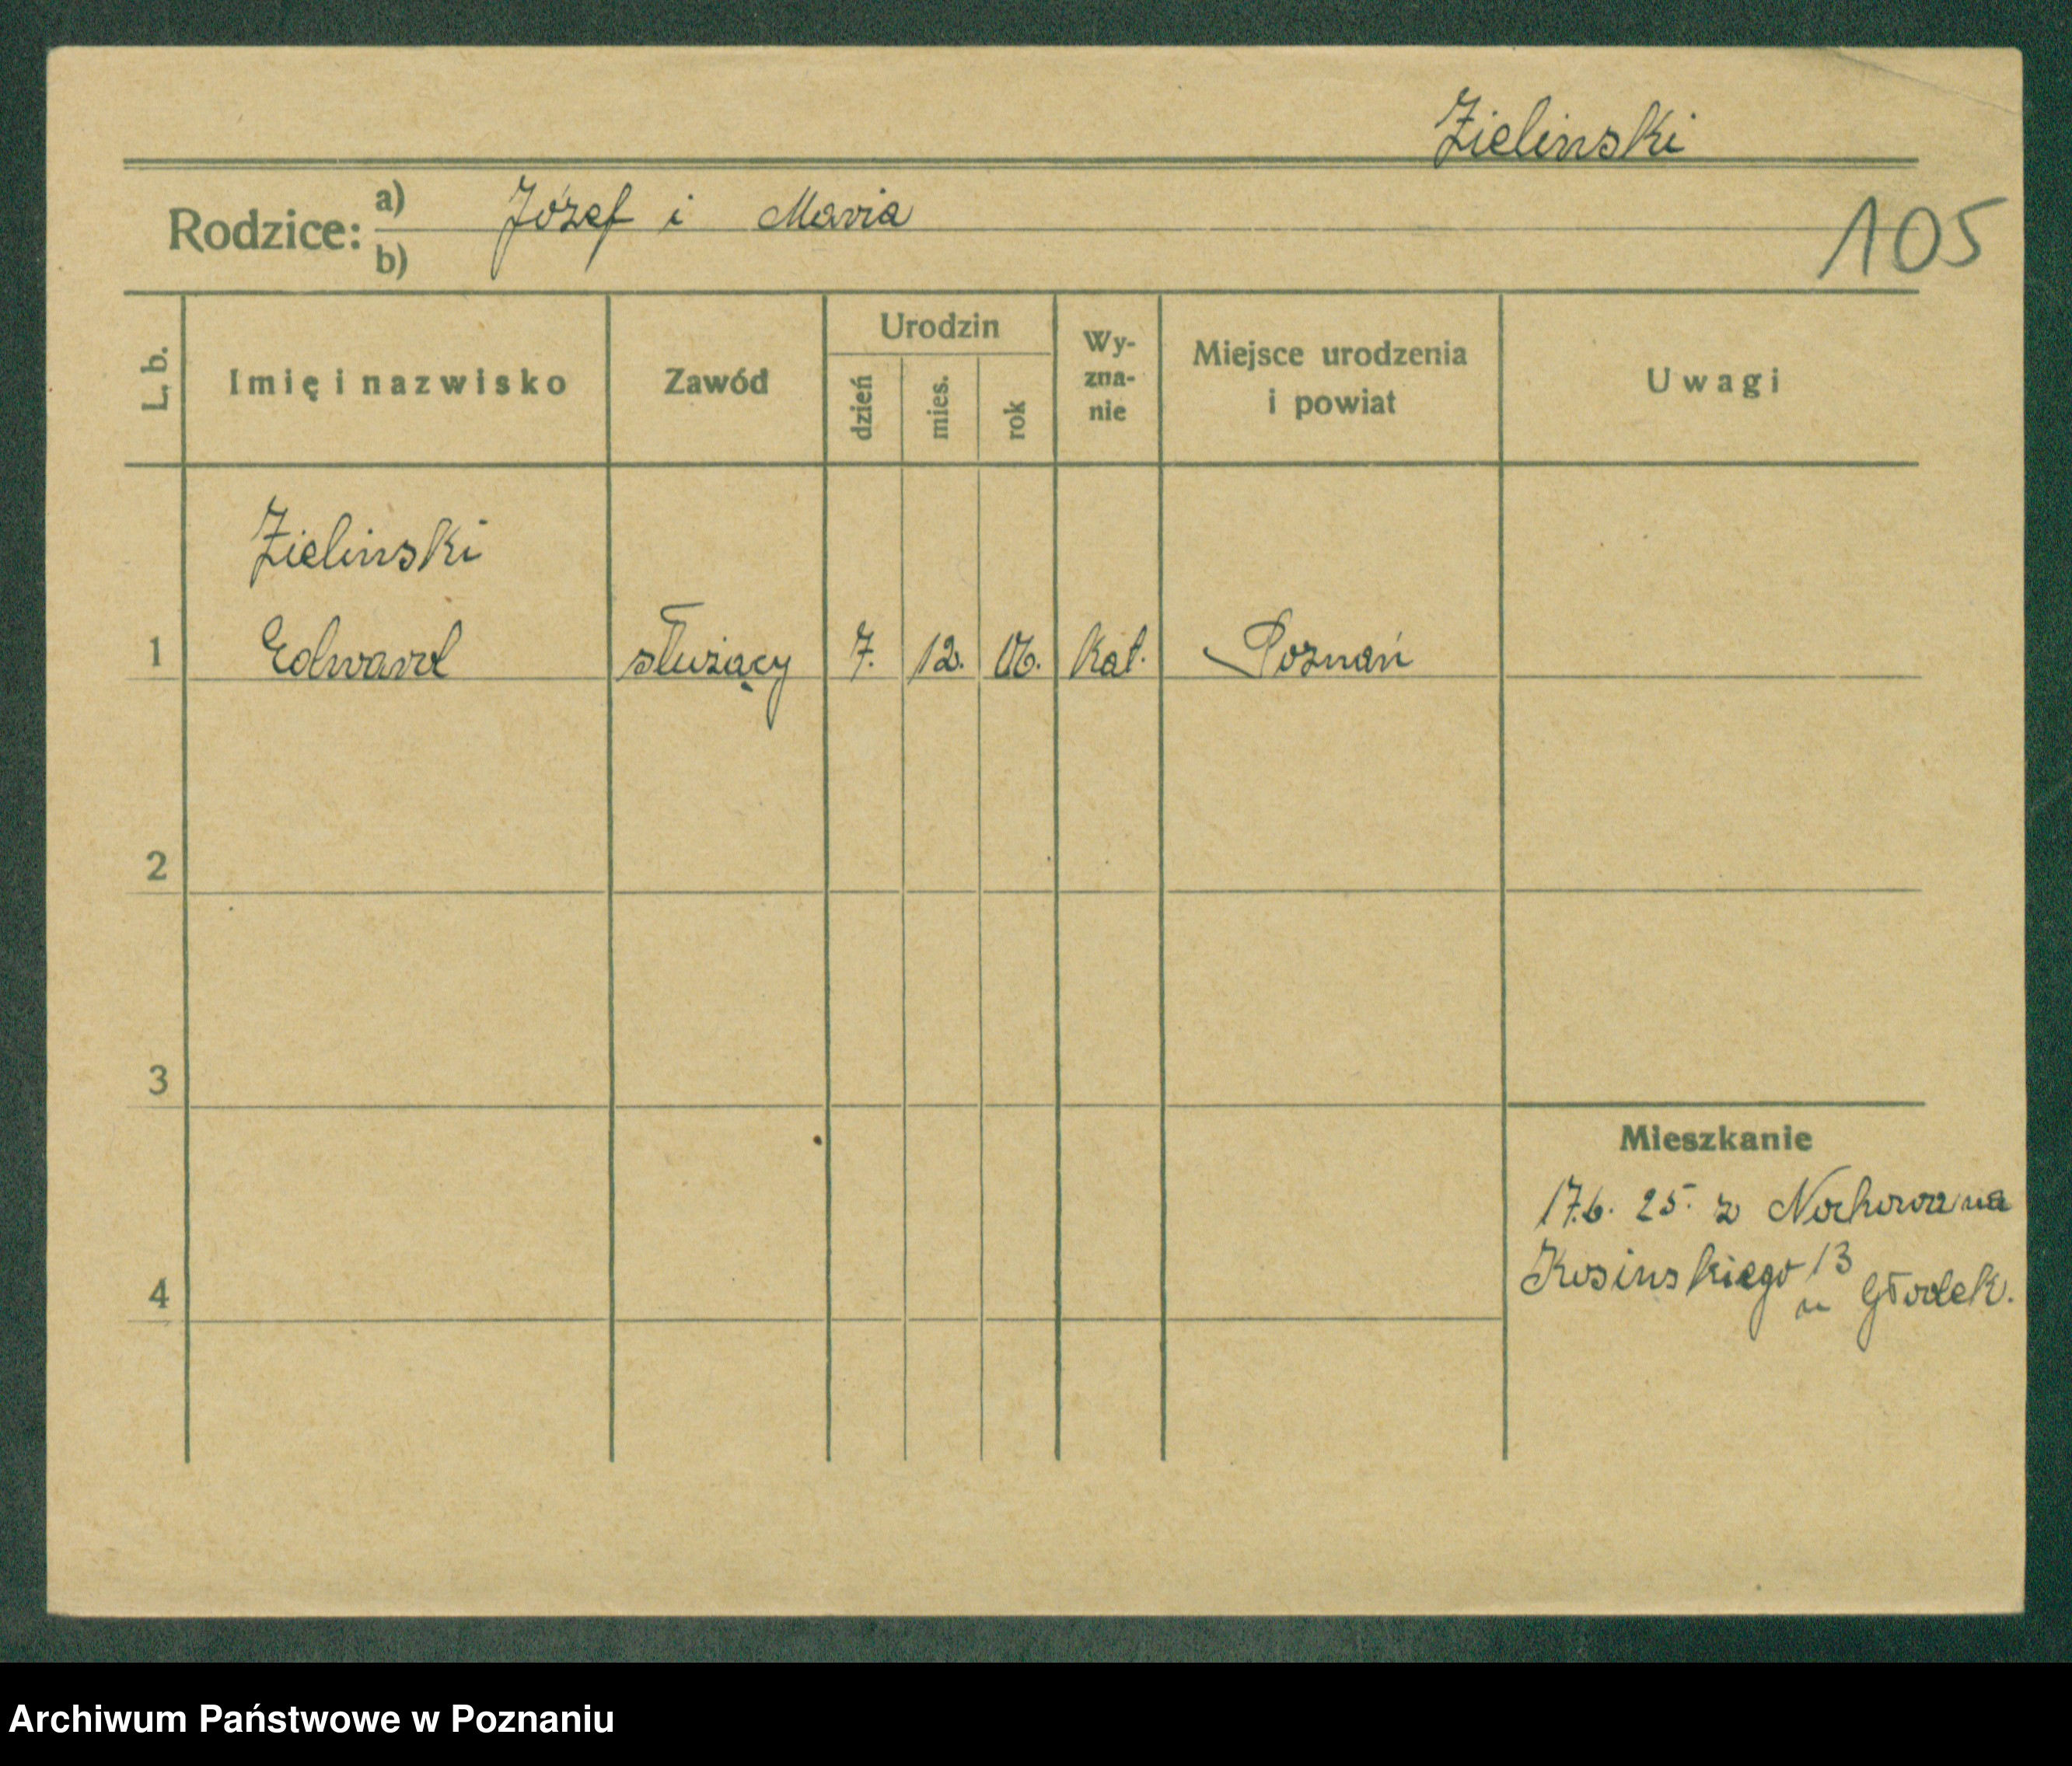 Zielinski
Rodzice: a) Józef i Maria
b)
105
L. b. Imię i nazwisko Zawód Urodzin dzień mies. rok Wy-zna-nie Miejsce urodzenia i powiat Uwagi
Zielinski
1 Edward służący 7. 12. 06. Kat. Poznań
2
3
Mieszkanie
17.6. 25. z Nochowa na
Kosinskiego 13
4
u Głodek.
Archiwum Państwowe w Poznaniu